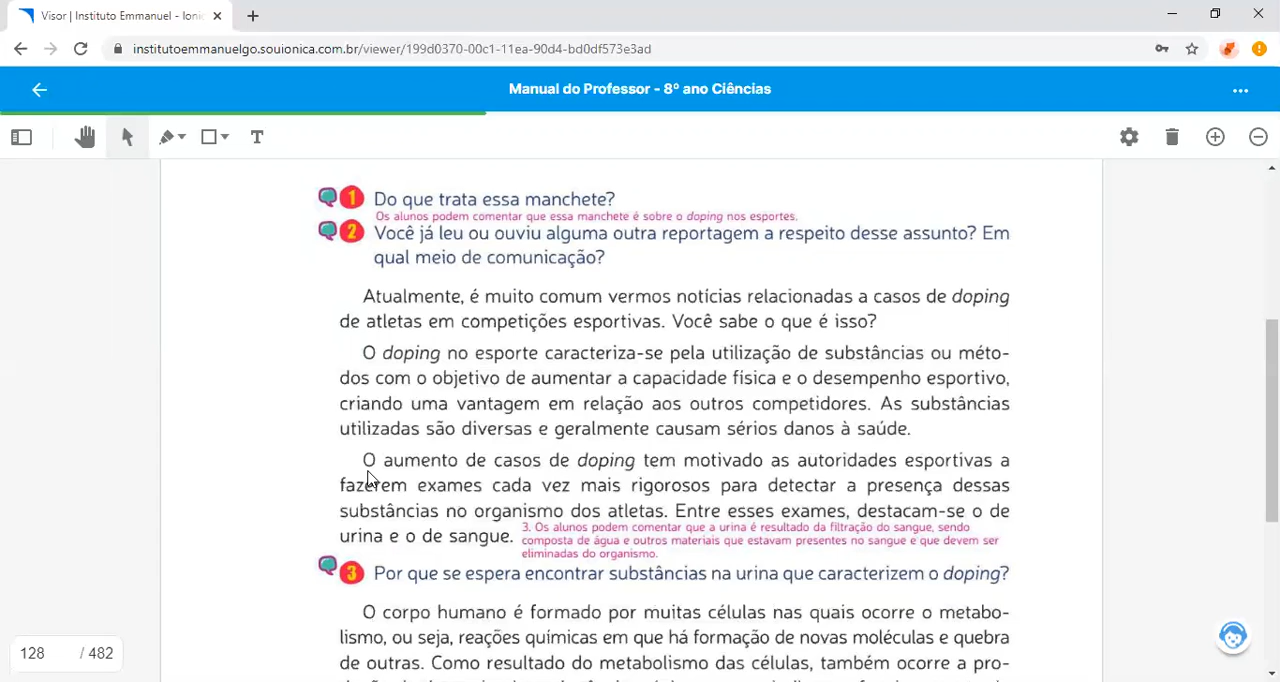 Visor | Instituto Emmanuel - Ionic
institutoemmanuelgo.souionica.com.br/viewer/199d0370-00c1-11ea-90d4-bd0df573e3ad
Manual do Professor - 8º ano Ciências
T
1 Do que trata essa manchete?
Os alunos podem comentar que essa manchete é sobre o doping nos esportes.
2 Você já leu ou ouviu alguma outra reportagem a respeito desse assunto? Em
qual meio de comunicação?
Atualmente, é muito comum vermos notícias relacionadas a casos de doping
de atletas em competições esportivas. Você sabe o que é isso?
O doping no esporte caracteriza-se pela utilização de substâncias ou méto-
dos com o objetivo de aumentar a capacidade física e o desempenho esportivo,
criando uma vantagem em relação aos outros competidores. As substâncias
utilizadas são diversas e geralmente causam sérios danos à saúde.
O aumento de casos de doping tem motivado as autoridades esportivas a
fazerem exames cada vez mais rigorosos para detectar a presença dessas
substâncias no organismo dos atletas. Entre esses exames, destacam-se o de
urina e o de sangue.
3. Os alunos podem comentar que a urina é resultado da filtração do sangue, sendo
composta de água e outros materiais que estavam presentes no sangue e que devem ser
eliminadas do organismo.
3 Por que se espera encontrar substâncias na urina que caracterizem o doping?
O corpo humano é formado por muitas células nas quais ocorre o metabo-
lismo, ou seja, reações químicas em que há formação de novas moléculas e quebra
de outras. Como resultado do metabolismo das células, também ocorre a pro-
128 / 482